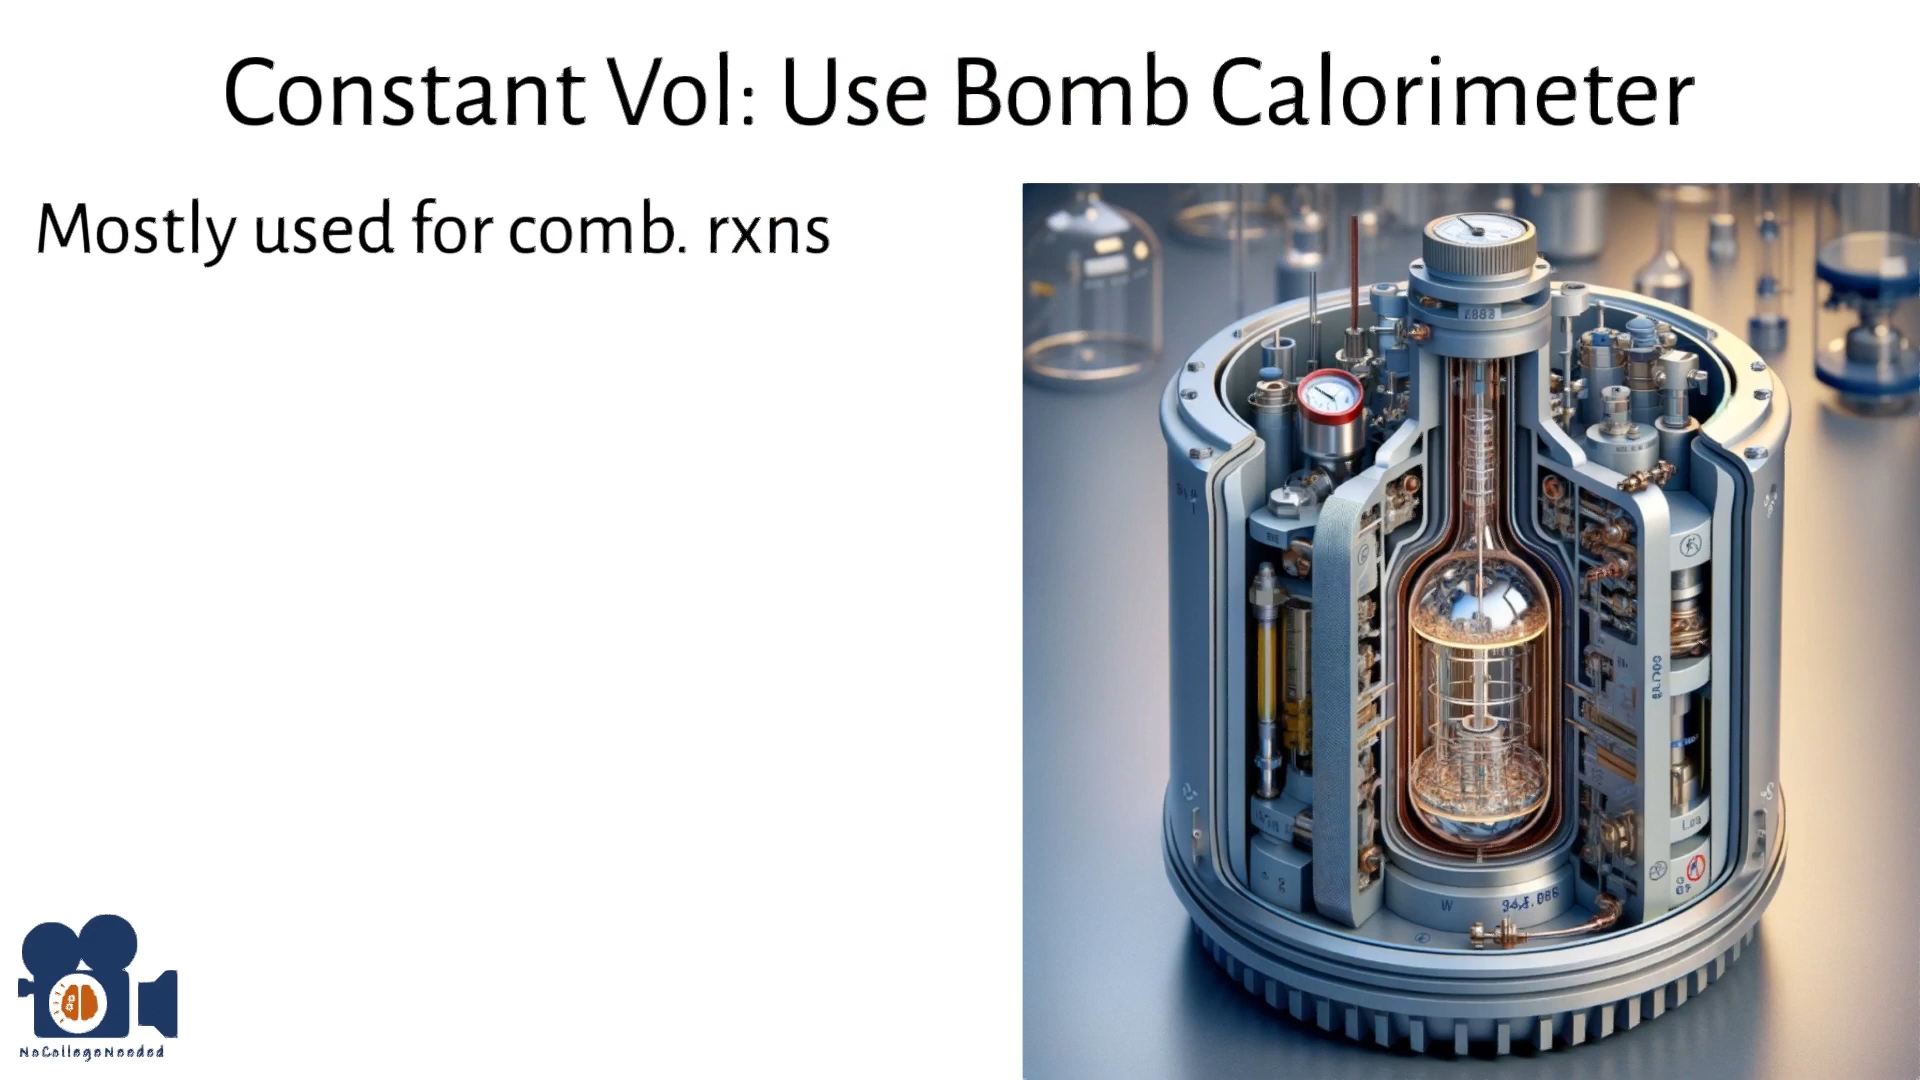 Constant Vol: Use Bomb Calorimeter
Mostly used for comb. rxns
NoCollegeNeeded